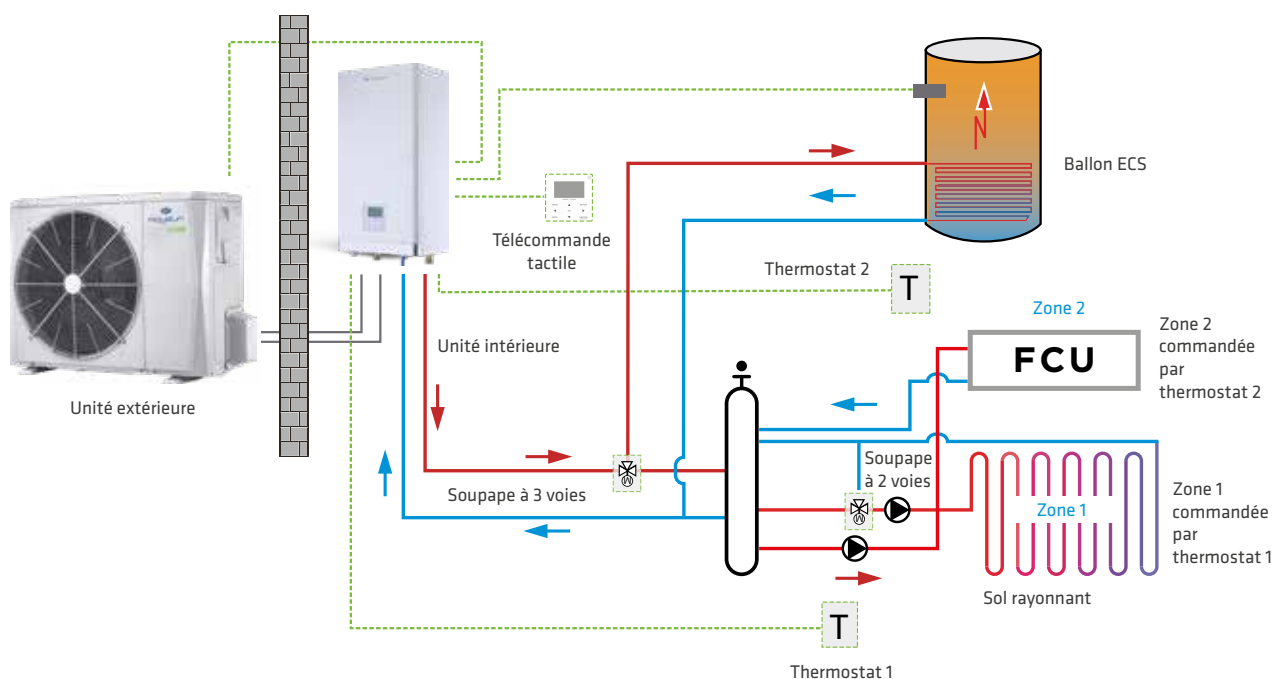 Ballon ECS
Télécommande
tactile
Thermostat 2
T
Zone 2
FCU
Zone 2
commandée
par
thermostat 2
Unité intérieure
Unité extérieure
Soupape
à 2 voies
Soupape à 3 voies
Zone 1
Zone 1
commandée
par
thermostat 1
Sol rayonnant
T
Thermostat 1